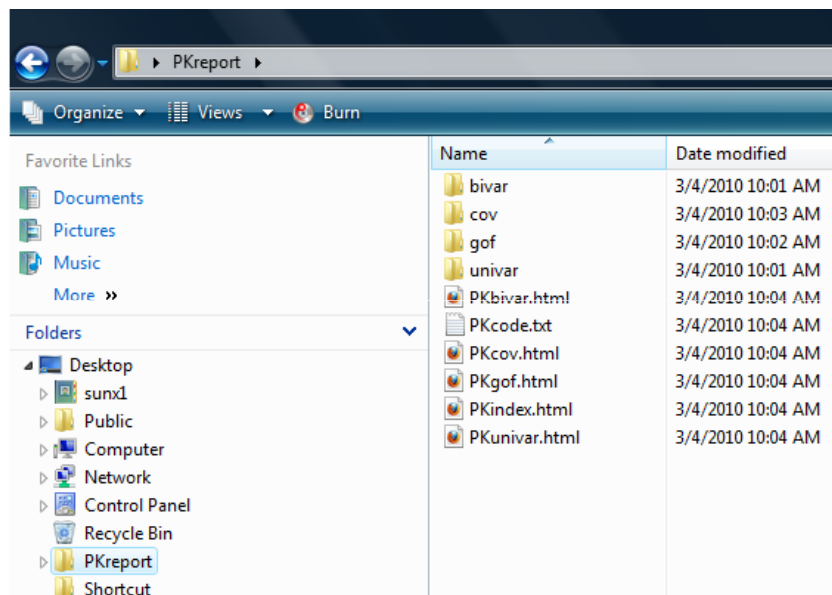 PKreport
Organize Views Burn
Favorite Links
Documents
Pictures
Music
More »
Folders
Desktop
sunx1
Public
Computer
Network
Control Panel
Recycle Bin
PKreport
Shortcut
Name Date modified
bivar 3/4/2010 10:01 AM
cov 3/4/2010 10:03 AM
gof 3/4/2010 10:02 AM
univar 3/4/2010 10:01 AM
PKbivar.html 3/4/2010 10:04 AM
PKcode.txt 3/4/2010 10:04 AM
PKcov.html 3/4/2010 10:04 AM
PKgof.html 3/4/2010 10:04 AM
PKindex.html 3/4/2010 10:04 AM
PKunivar.html 3/4/2010 10:04 AM